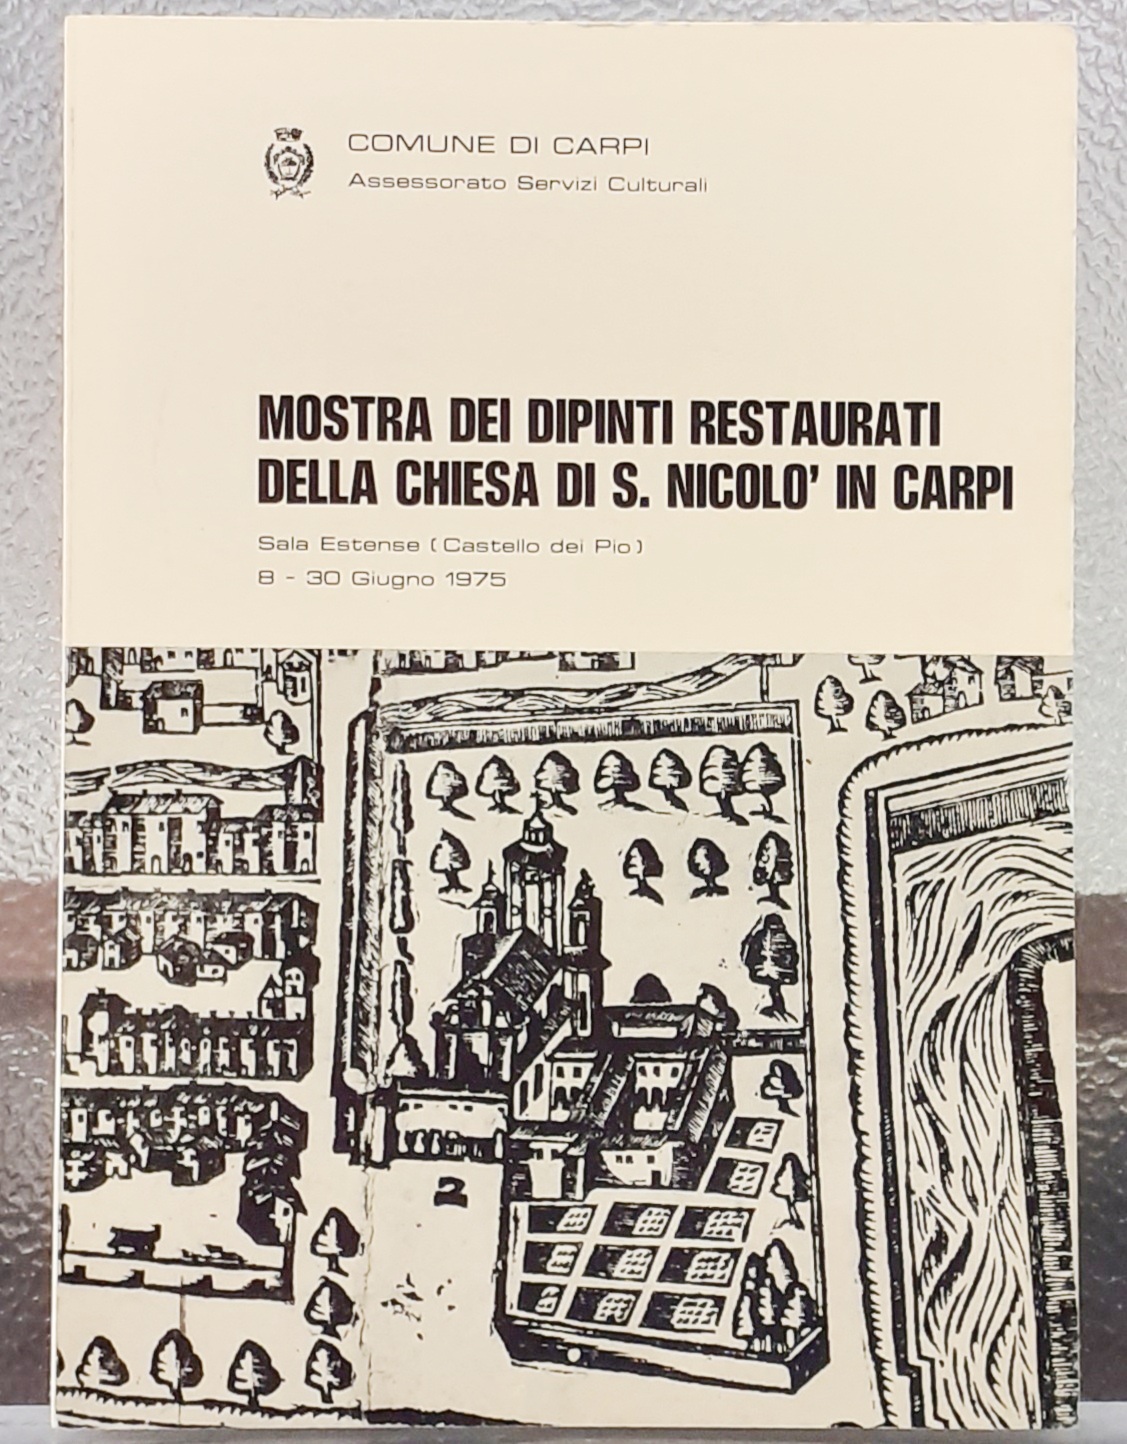 COMUNE DI CARPI
Assessorato Servizi Culturali
MOSTRA DEI DIPINTI RESTAURATI
DELLA CHIESA DI S. NICOLO' IN CARPI
Sala Estense (Castello dei Pio)
8 - 30 Giugno 1975
2